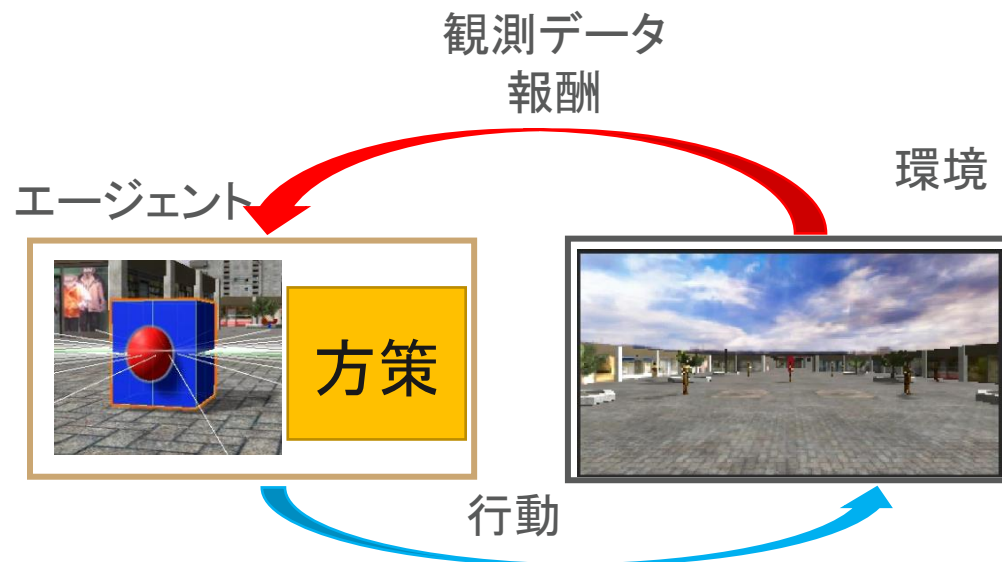 観測データ
報酬
環境
エージェント
方策
行動